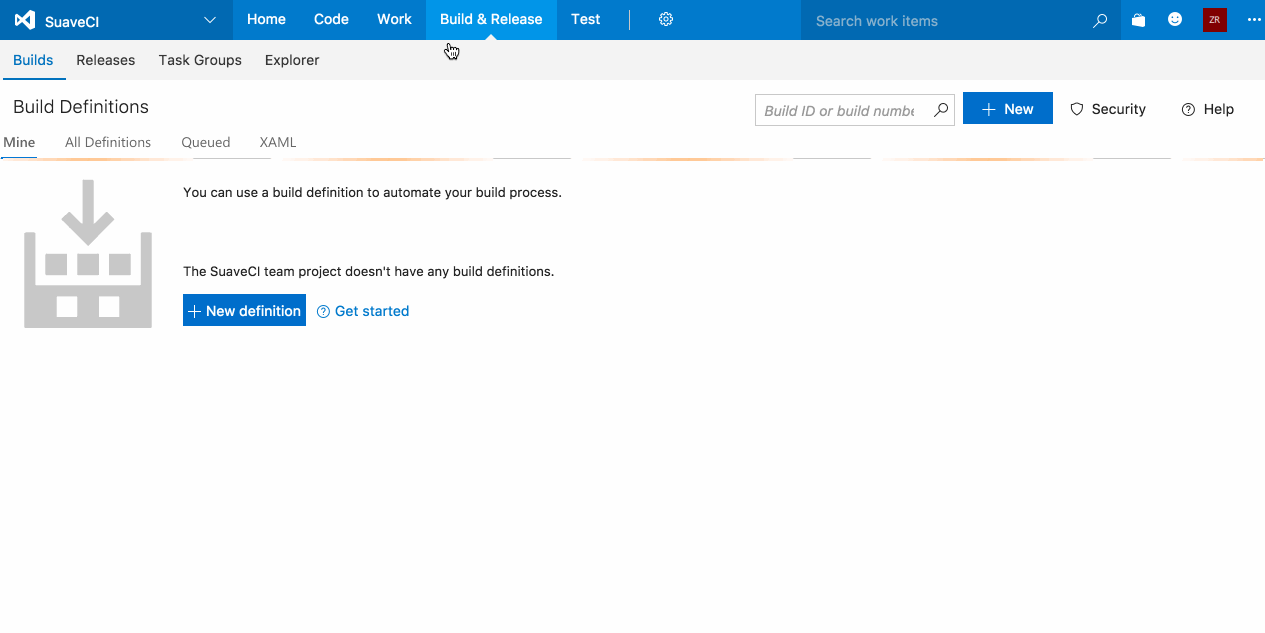 SuaveCI Home Code Work Build & Release Test Search work items ZR
Builds Releases Task Groups Explorer
Build Definitions Build ID or build numbe New Security Help
Mine All Definitions Queued XAML
You can use a build definition to automate your build process.
The SuaveCI team project doesn't have any build definitions.
New definition Get started